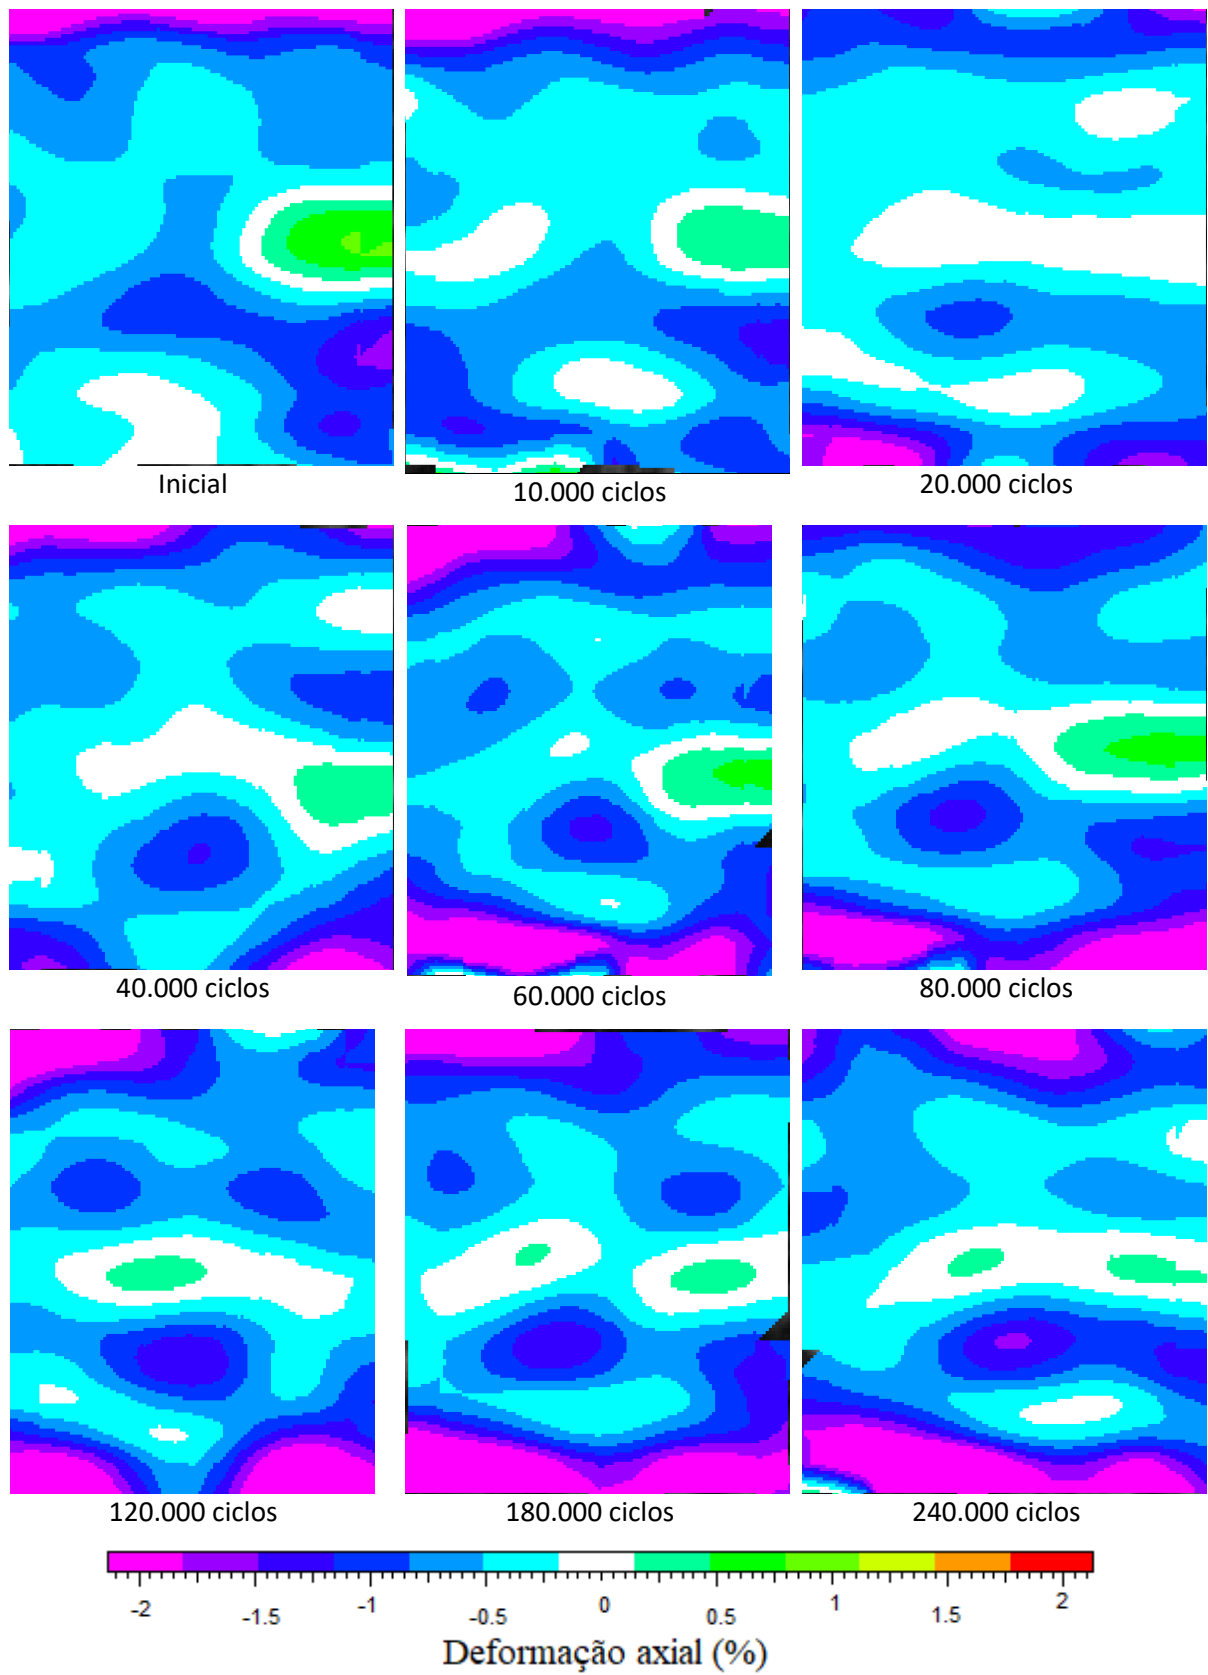 Inicial
10.000 ciclos
20.000 ciclos
40.000 ciclos
60.000 ciclos
80.000 ciclos
120.000 ciclos
180.000 ciclos
240.000 ciclos
-2 -1.5 -1 -0.5 0 0.5 1 1.5 2
Deformação axial (%)